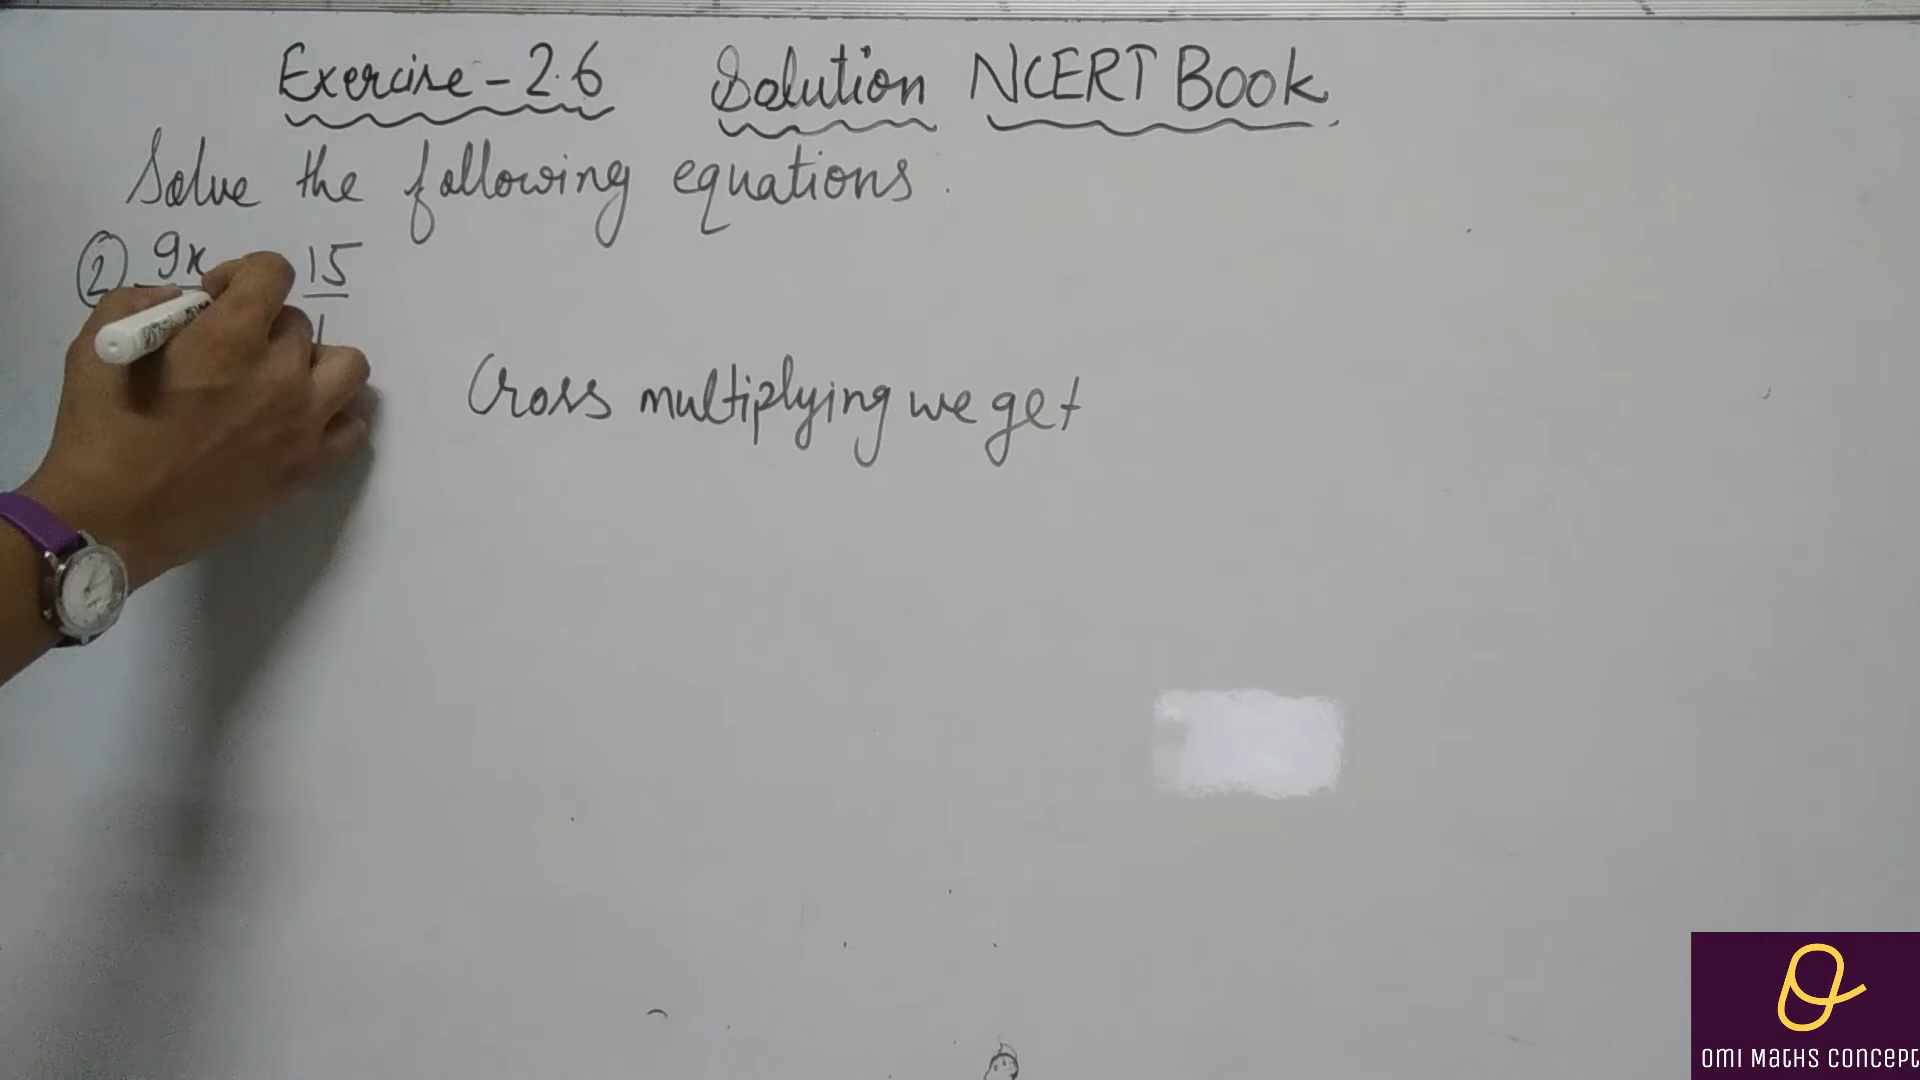 Exercise - 2.6 Solution NCERT Book
Solve the following equations.
2 9x 15
1
Cross multiplying we get
Omi Maths Concept